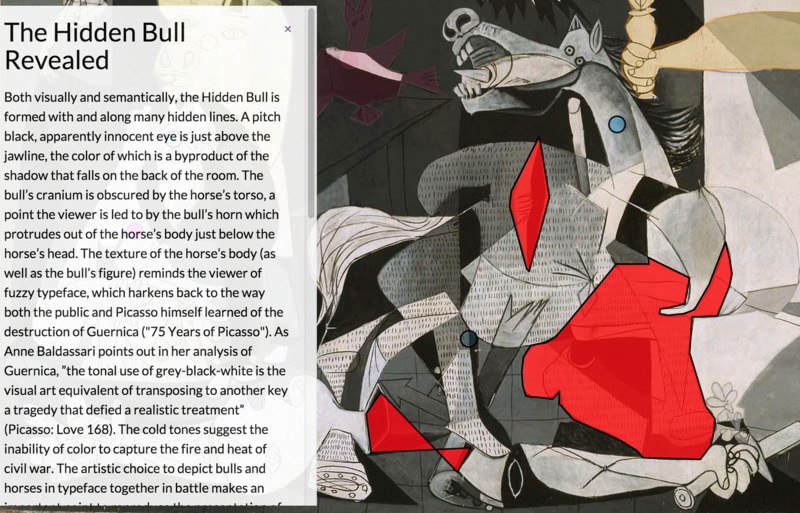 The Hidden Bull
Revealed
×
Both visually and semantically, the Hidden Bull is
formed with and along many hidden lines. A pitch
black, apparently innocent eye is just above the
jawline, the color of which is a byproduct of the
shadow that falls on the back of the room. The
bull’s cranium is obscured by the horse’s torso, a
point the viewer is led to by the bull’s horn which
protrudes out of the horse’s body just below the
horse’s head. The texture of the horse’s body (as
well as the bull’s figure) reminds the viewer of
fuzzy typeface, which harkens back to the way
both the public and Picasso himself learned of the
destruction of Guernica ("75 Years of Picasso"). As
Anne Baldassari points out in her analysis of
Guernica, ”the tonal use of grey-black-white is the
visual art equivalent of transposing to another key
a tragedy that defied a realistic treatment”
(Picasso: Love 168). The cold tones suggest the
inability of color to capture the fire and heat of
civil war. The artistic choice to depict bulls and
horses in typeface together in battle makes an